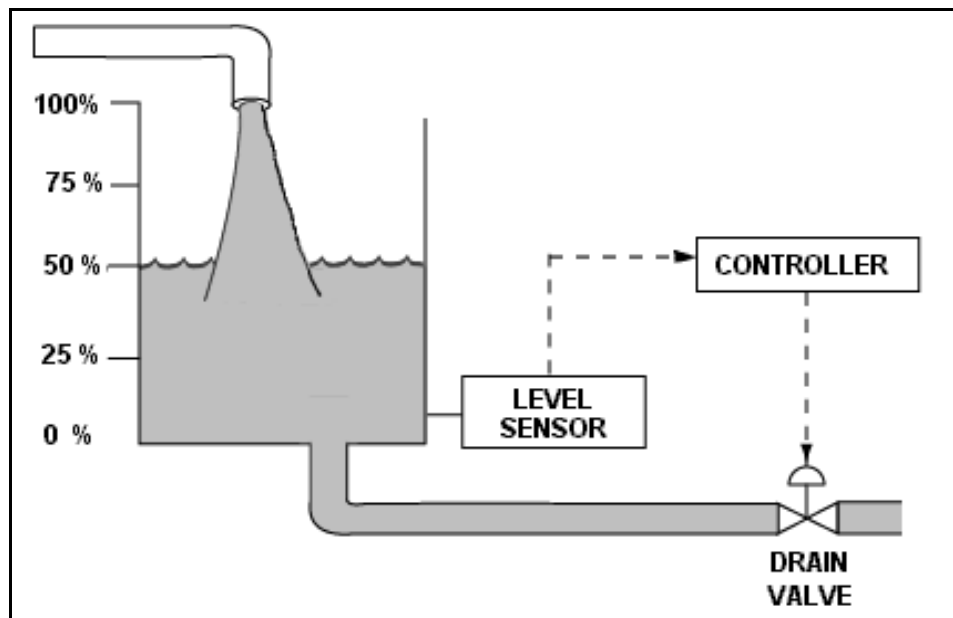 100%
75 %
50 %
25 %
0 %
LEVEL
SENSOR
CONTROLLER
DRAIN
VALVE